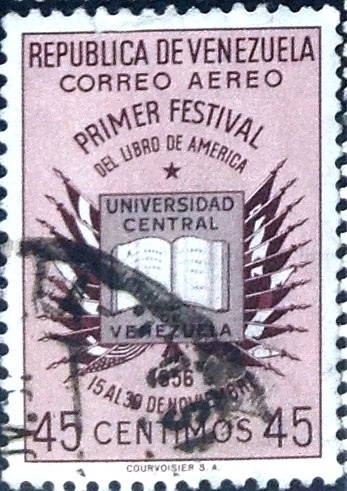 REPUBLICA DE VENEZUELA
CORREO AEREO
PRIMER FESTIVAL
DEL LIBRO DE AMERICA
UNIVERSIDAD
CENTRAL
DE
VENEZUELA
1956
15 AL 30 DE NOVIEMBRE
45 CENTIMOS 45
COURVOISIER S. A.